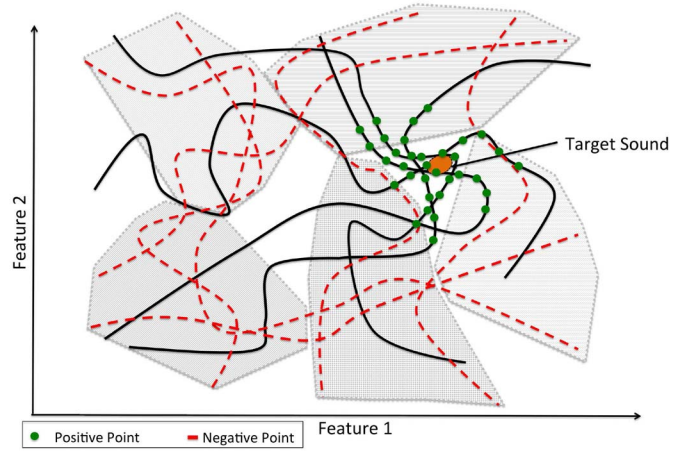 Target Sound
Feature 2
Feature 1
Positive Point
Negative Point